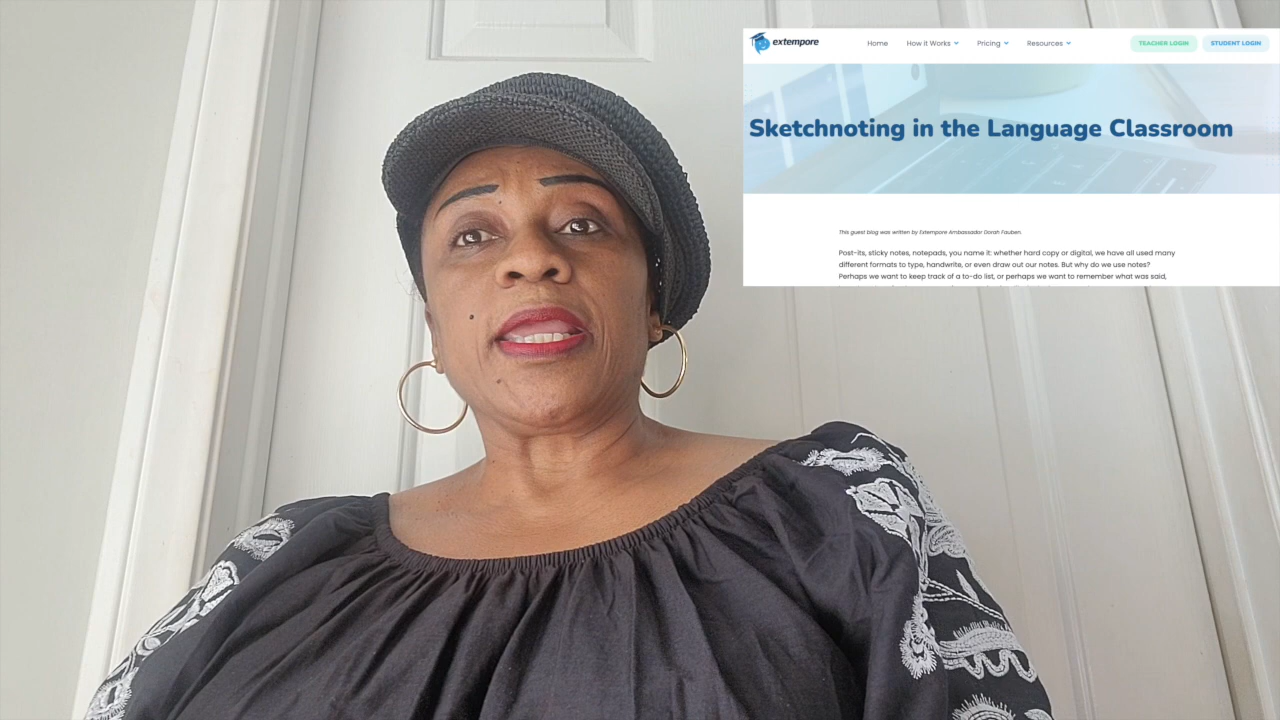 extempore
Home How it Works Pricing Resources TEACHER LOGIN STUDENT LOGIN
Sketchnoting in the Language Classroom
This guest blog was written by Extempore Ambassador Dorah Fauben.
Post-its, sticky notes, notepads, you name it: whether hard copy or digital, we have all used many
different formats to type, handwrite, or even draw out our notes. But why do we use notes?
Perhaps we want to keep track of a to-do list, or perhaps we want to remember what was said,